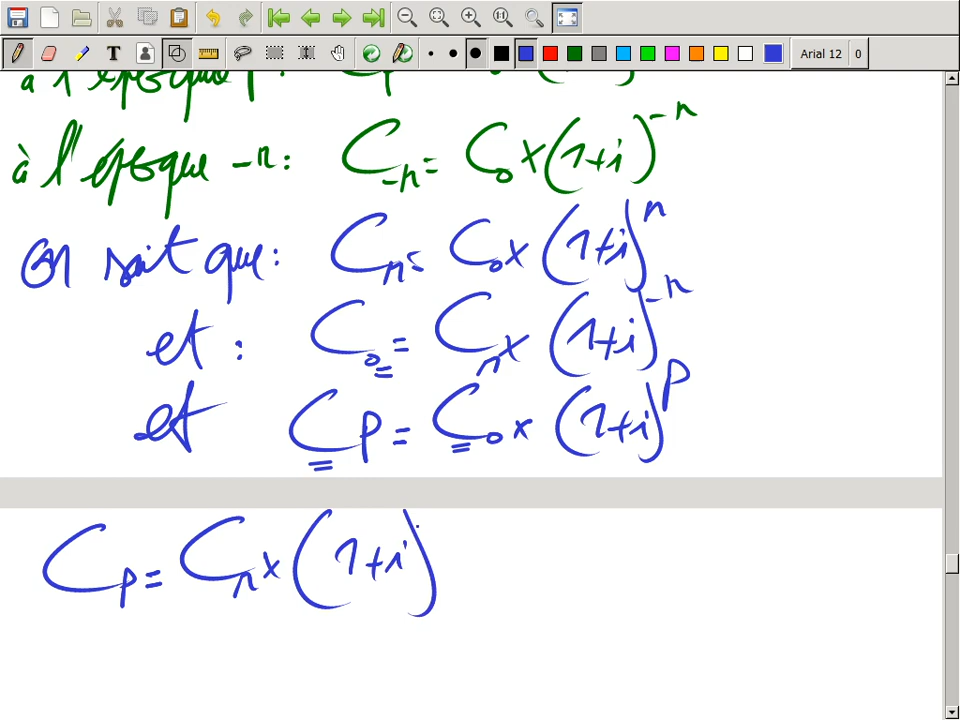 Arial 12 0
à l'époque p : C
à l'époque -n: C₋ₙ = C₀ × (1+i)⁻ⁿ
On sait que: Cₙ = C₀ × (1+i)ⁿ
et : C₀ = Cₙ × (1+i)⁻ⁿ
et Cp = C₀ × (1+i)ᵖ
Cp = Cₙ × (1+i)